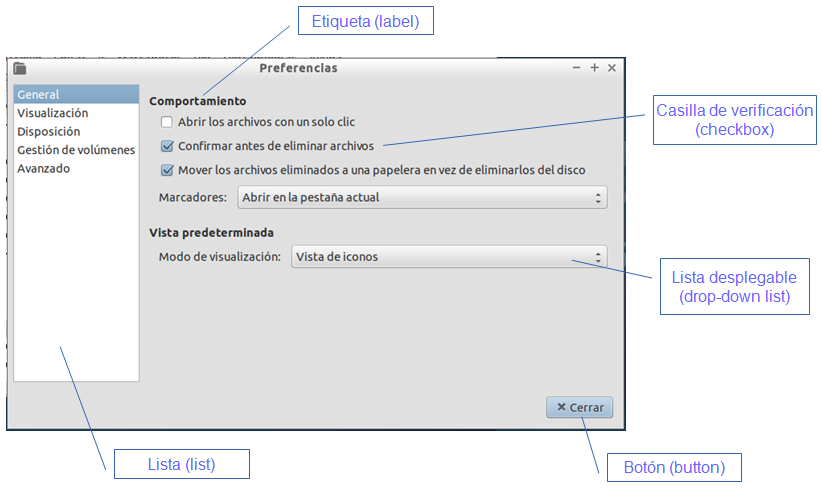 Etiqueta (label)
Preferencias
General
Visualización
Disposición
Gestión de volúmenes
Avanzado
Comportamiento
Abrir los archivos con un solo clic
Confirmar antes de eliminar archivos
Mover los archivos eliminados a una papelera en vez de eliminarlos del disco
Marcadores: Abrir en la pestaña actual
Vista predeterminada
Modo de visualización: Vista de iconos
Casilla de verificación
(checkbox)
Lista desplegable
(drop-down list)
Cerrar
Lista (list)
Botón (button)